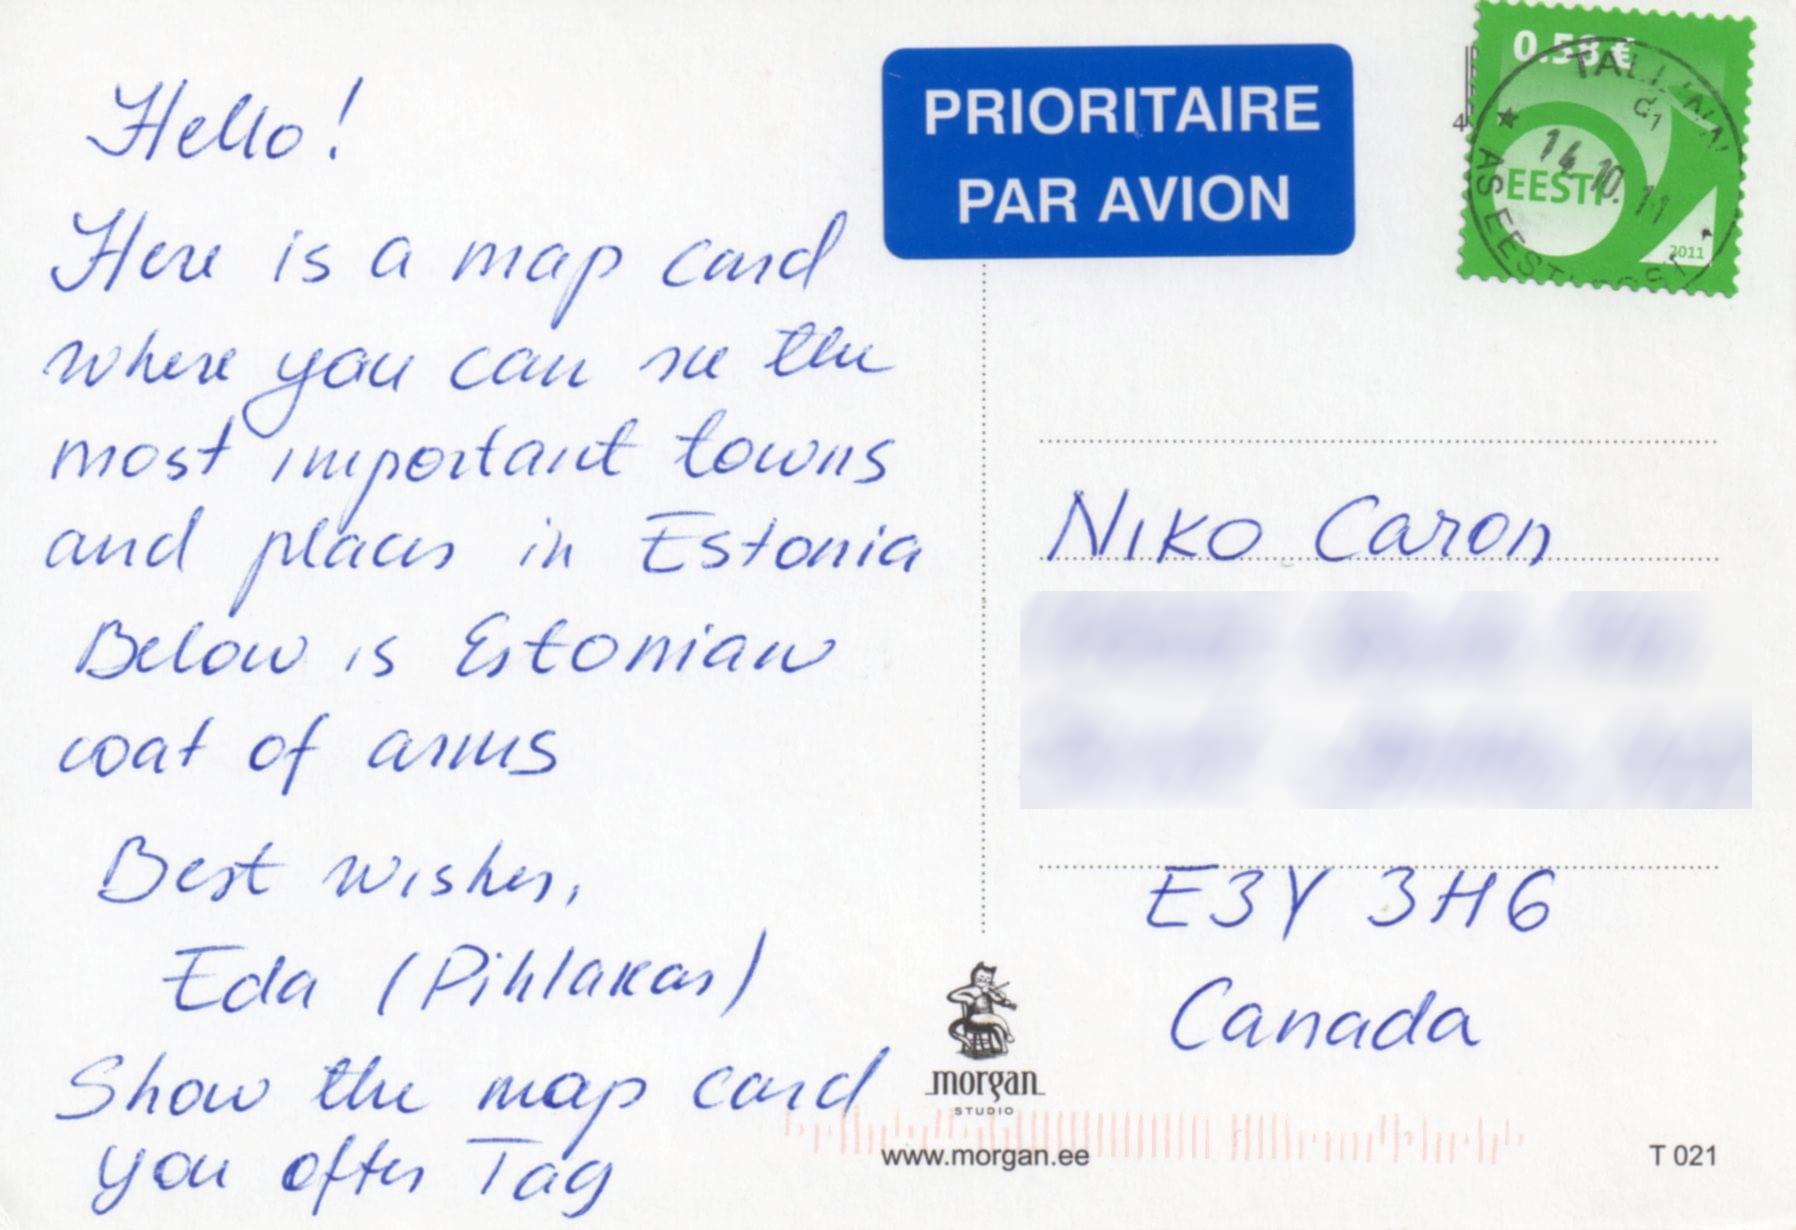 Hello!
Here is a map card
where you can see the
most important towns
and places in Estonia
Below is Estonian
coat of arms
Best wishes,
Eda (Pihlakas)
Show the map card
you ofter Tag
PRIORITAIRE
PAR AVION
0.58 €
EESTI
2011
TALLINN
14.10.11
AS EESTI POST
Niko Caron
E3Y 3H6
Canada
morgan
STUDIO
www.morgan.ee
T 021